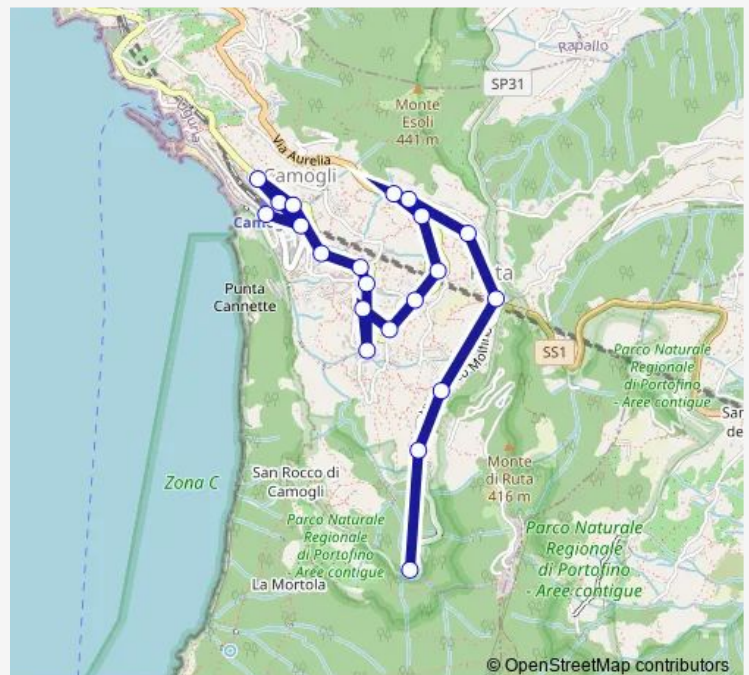 Rapallo
SP31
Monte
Esoli
441 m
Liguria
Via Aurelia
Camogli
Punta
Cannette
SS1
Parco Naturale
Regionale
di Portofino
- Aree contigue
Zona C
San Rocco di
Camogli
Monte
di Ruta
416 m
Parco Naturale
Regionale
di Portofino
- Aree contigue
Parco Naturale
Regionale
di Portofino
- Aree contigue
La Mortola
© OpenStreetMap contributors